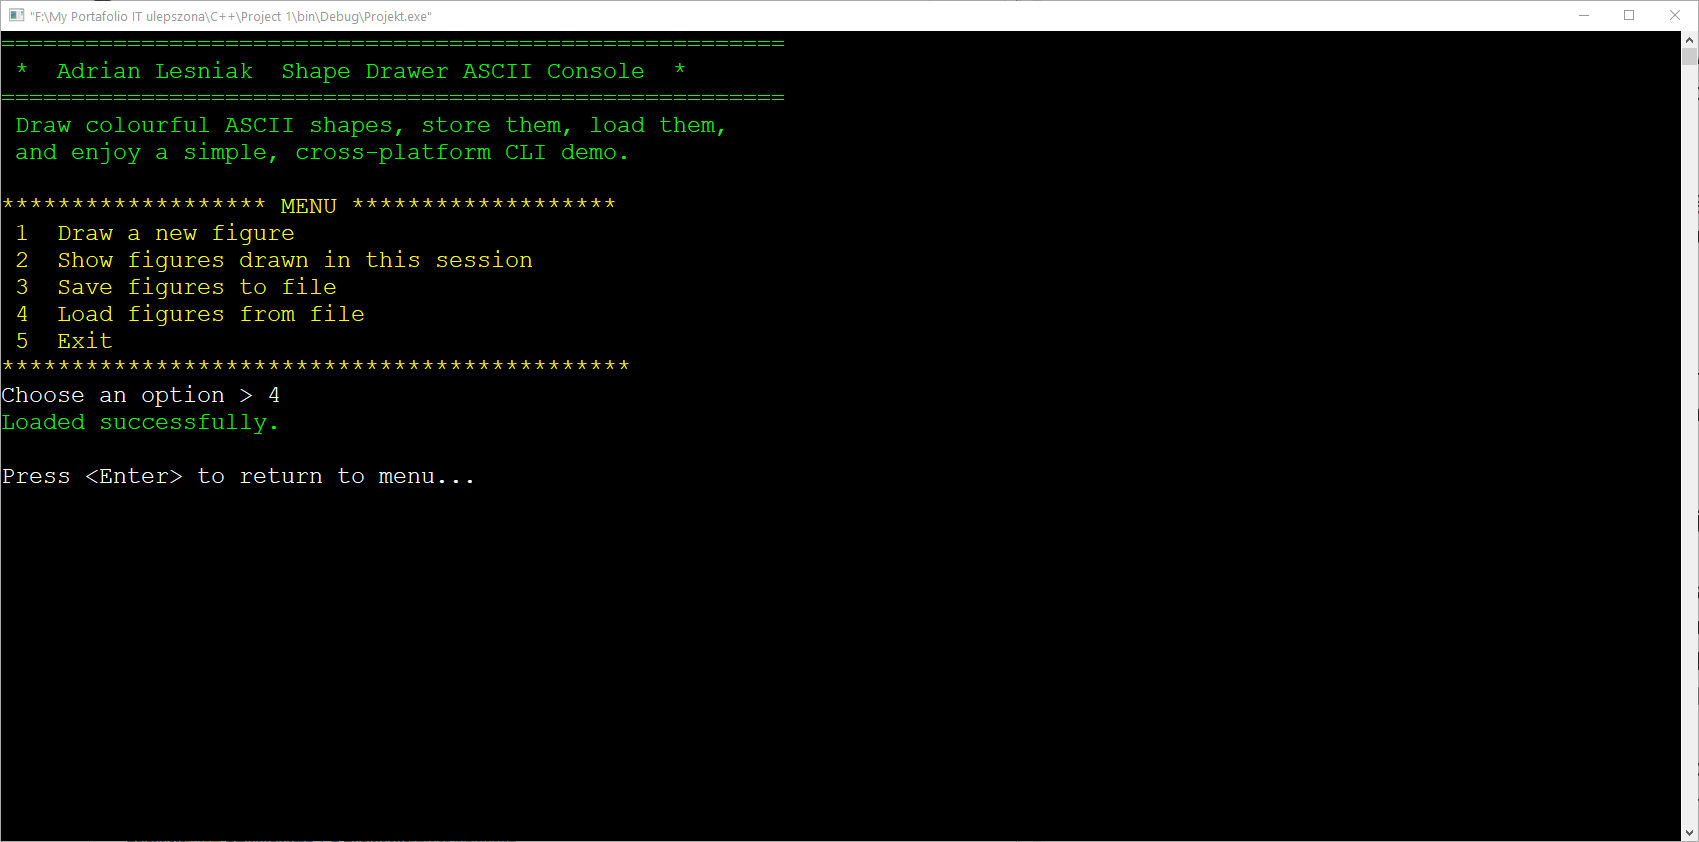 "F:\My Portafolio IT ulepszona\C++\Project 1\bin\Debug\Projekt.exe"
========================================================
* Adrian Lesniak  Shape Drawer ASCII Console  *
========================================================
Draw colourful ASCII shapes, store them, load them,
and enjoy a simple, cross-platform CLI demo.
******************* MENU *******************
1  Draw a new figure
2  Show figures drawn in this session
3  Save figures to file
4  Load figures from file
5  Exit
*********************************************
Choose an option > 4
Loaded successfully.
Press <Enter> to return to menu...